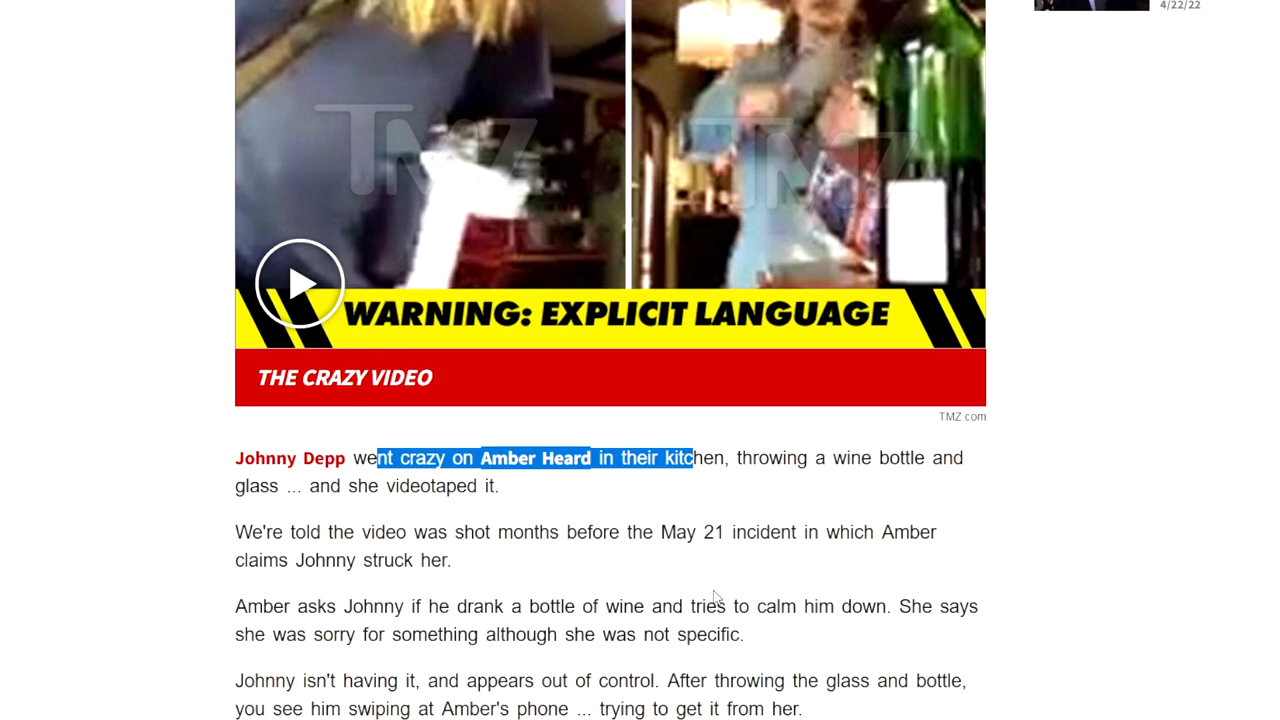 4/22/22
TMZ
TMZ
WARNING: EXPLICIT LANGUAGE
THE CRAZY VIDEO
TMZ.com
Johnny Depp went crazy on Amber Heard in their kitchen, throwing a wine bottle and
glass ... and she videotaped it.
We're told the video was shot months before the May 21 incident in which Amber
claims Johnny struck her.
Amber asks Johnny if he drank a bottle of wine and tries to calm him down. She says
she was sorry for something although she was not specific.
Johnny isn't having it, and appears out of control. After throwing the glass and bottle,
you see him swiping at Amber's phone ... trying to get it from her.